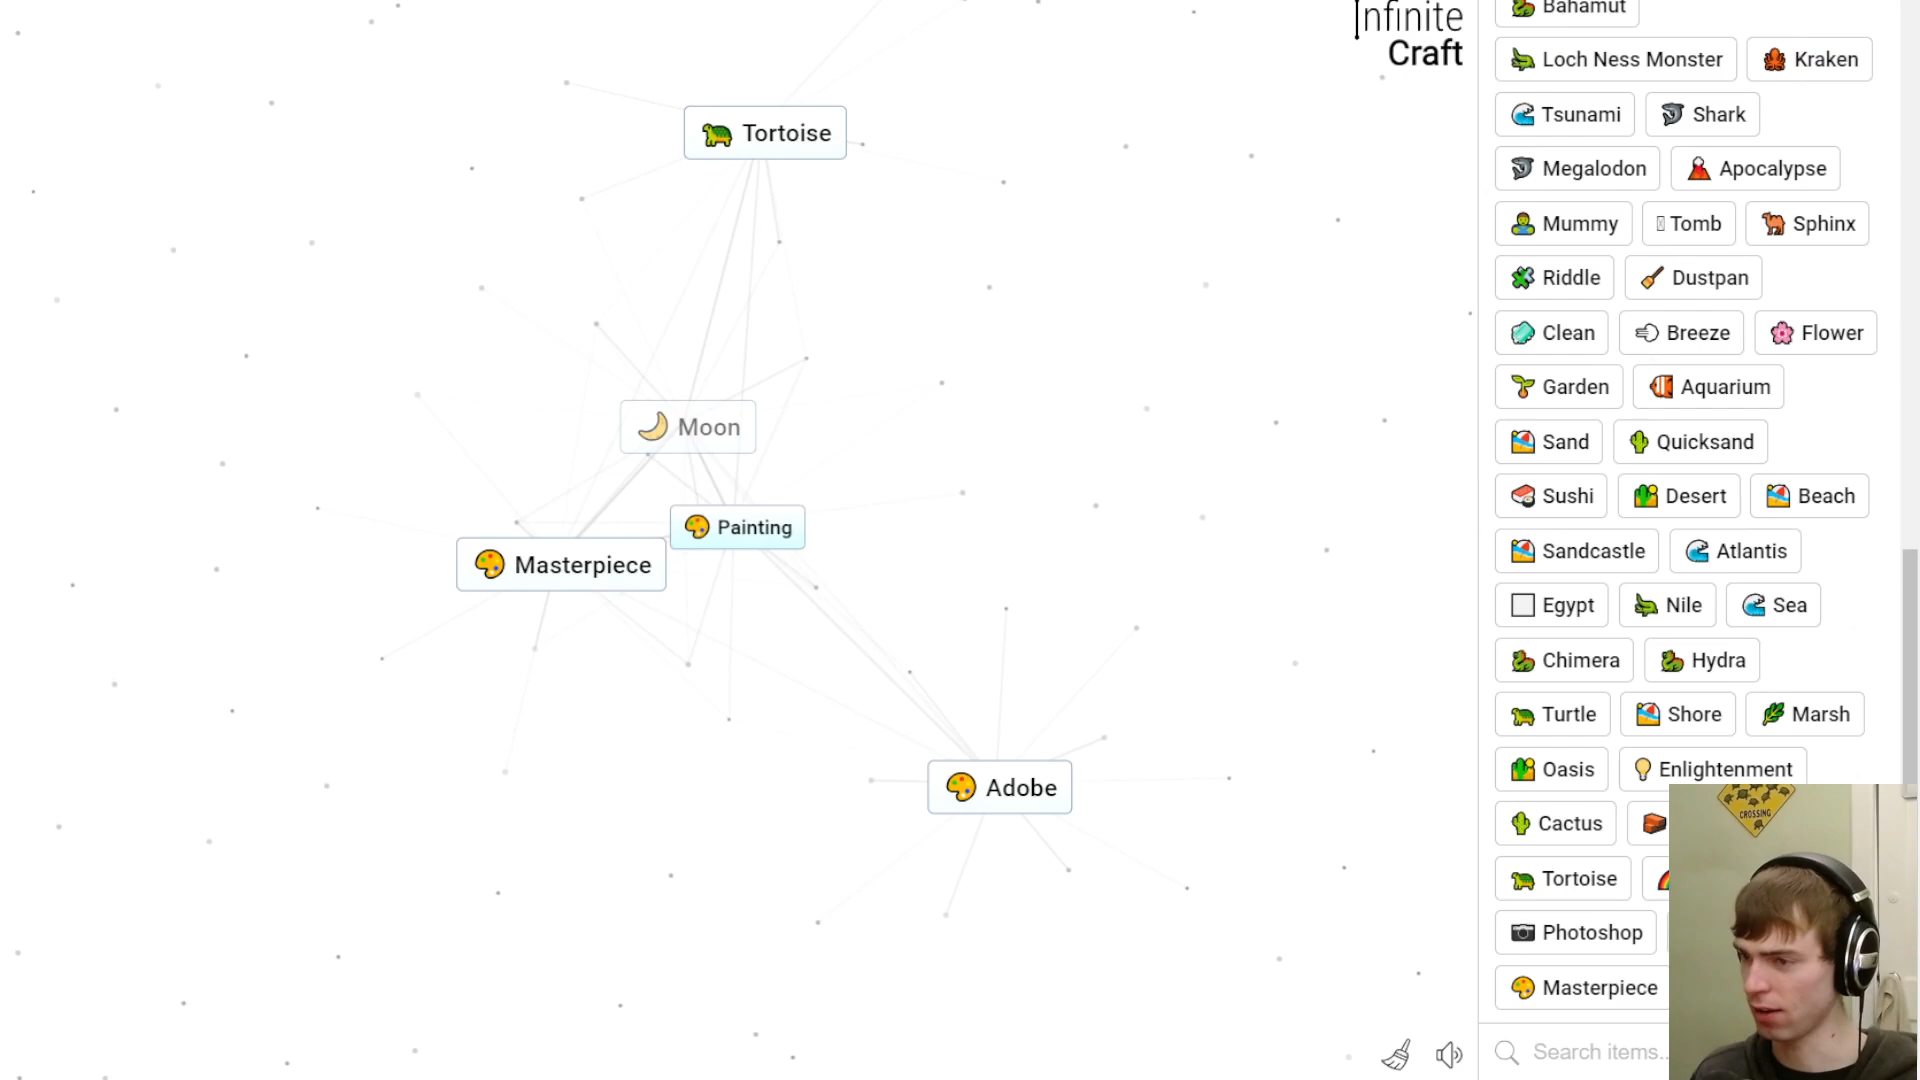 Infinite
Craft
Tortoise
Moon
Painting
Masterpiece
Adobe
Bahamut
Loch Ness Monster
Kraken
Tsunami
Shark
Megalodon
Apocalypse
Mummy
Tomb
Sphinx
Riddle
Dustpan
Clean
Breeze
Flower
Garden
Aquarium
Sand
Quicksand
Sushi
Desert
Beach
Sandcastle
Atlantis
Egypt
Nile
Sea
Chimera
Hydra
Turtle
Shore
Marsh
Oasis
Enlightenment
Cactus
Tortoise
Photoshop
Masterpiece
Search items...
CROSSING